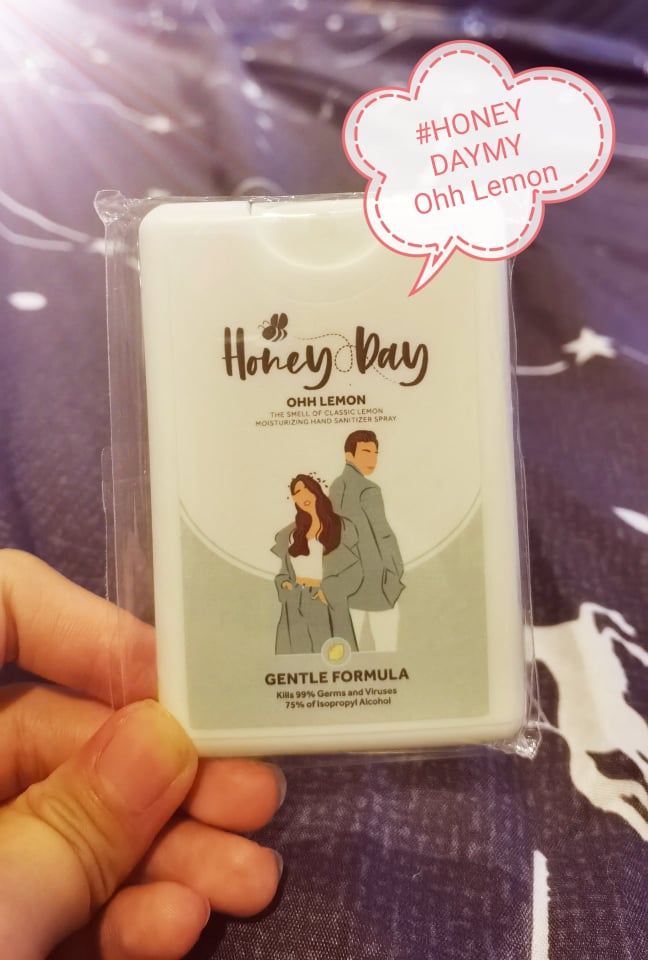 #HONEY
DAYMY
Ohh Lemon
Honey Day
OHH LEMON
THE SMELL OF CLASSIC LEMON
MOISTURIZING HAND SANITIZER SPRAY
GENTLE FORMULA
Kills 99% Germs and Viruses
75% of Isopropyl Alcohol